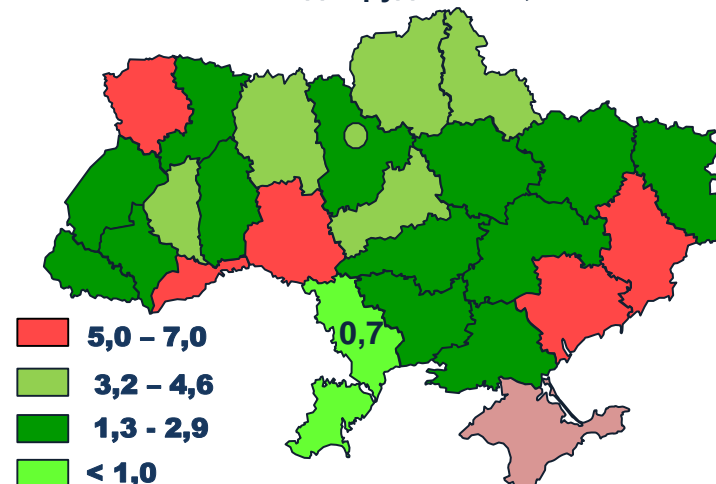 0,7
5,0 – 7,0
3,2 – 4,6
1,3 - 2,9
< 1,0